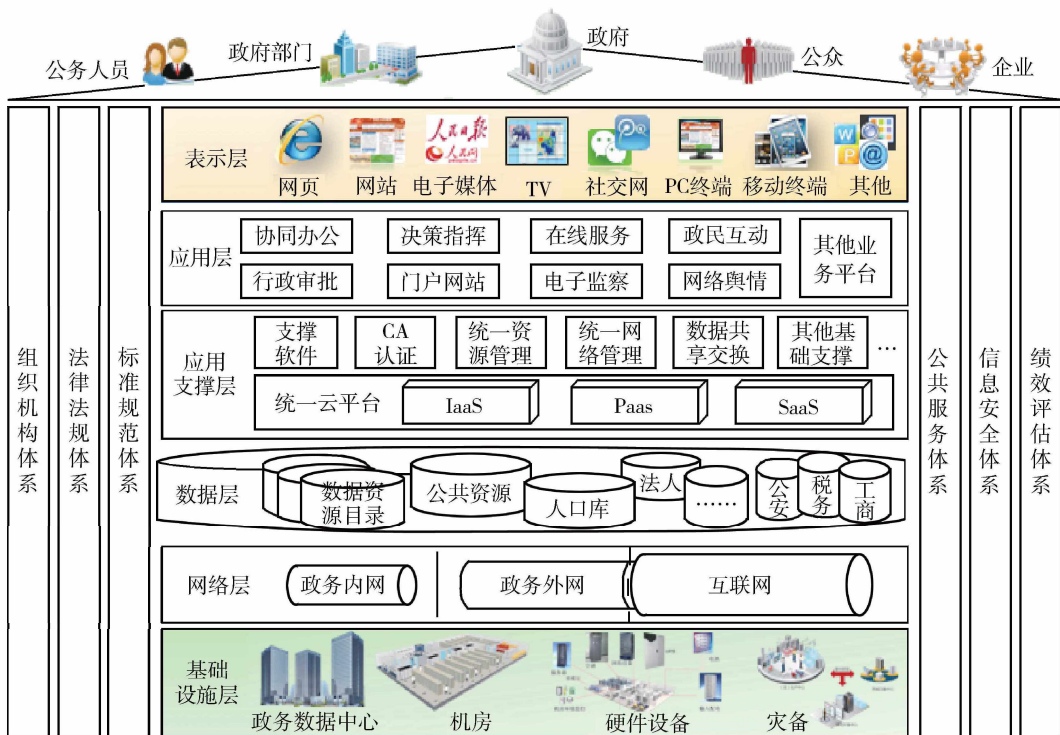 公务人员
政府部门
政府
公众
企业
组织机构体系
法律法规体系
标准规范体系
表示层
人民日报
人民网
网页
网站
电子媒体
TV
社交网
PC终端
移动终端
其他
应用层
协同办公
决策指挥
在线服务
政民互动
行政审批
门户网站
电子监察
网络舆情
其他业
务平台
应用
支撑层
支撑
软件
CA
认证
统一资
源管理
统一网
络管理
数据共
享交换
其他基
础支撑
…
统一云平台
IaaS
Paas
SaaS
数据层
数据资
源目录
公共资源
人口库
法人
……
公安
税务
工商
网络层
政务内网
政务外网
互联网
基础
设施层
政务数据中心
机房
硬件设备
灾备
公共服务体系
信息安全体系
绩效评估体系